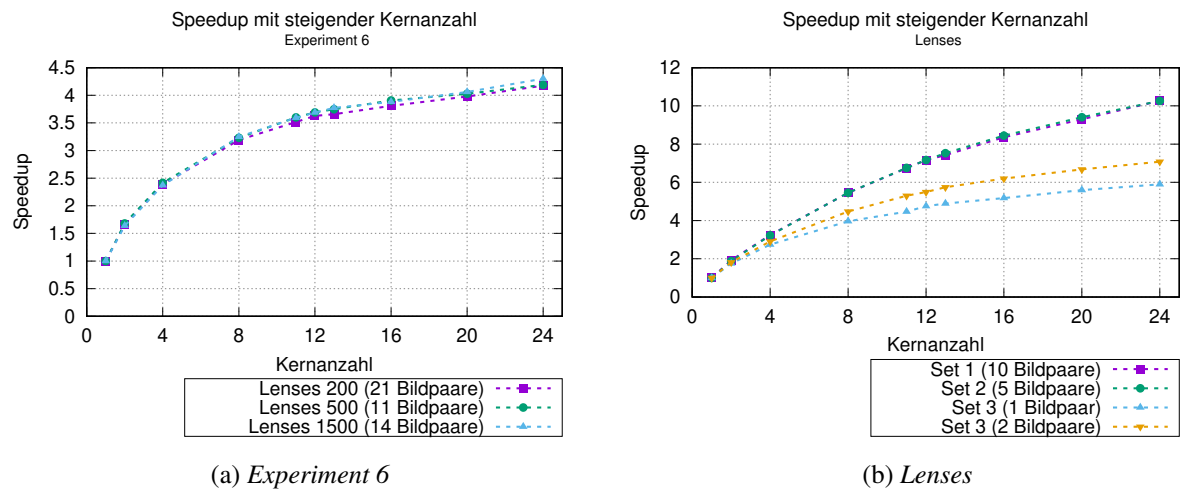 Speedup mit steigender Kernanzahl
Experiment 6
4.5
4
3.5
3
2.5
2
1.5
1
0.5
0
Speedup
0 4 8 12 16 20 24
Kernanzahl
Lenses 200 (21 Bildpaare)
Lenses 500 (11 Bildpaare)
Lenses 1500 (14 Bildpaare)
(a) Experiment 6
Speedup mit steigender Kernanzahl
Lenses
12
10
8
6
4
2
0
Speedup
0 4 8 12 16 20 24
Kernanzahl
Set 1 (10 Bildpaare)
Set 2 (5 Bildpaare)
Set 3 (1 Bildpaar)
Set 3 (2 Bildpaare)
(b) Lenses